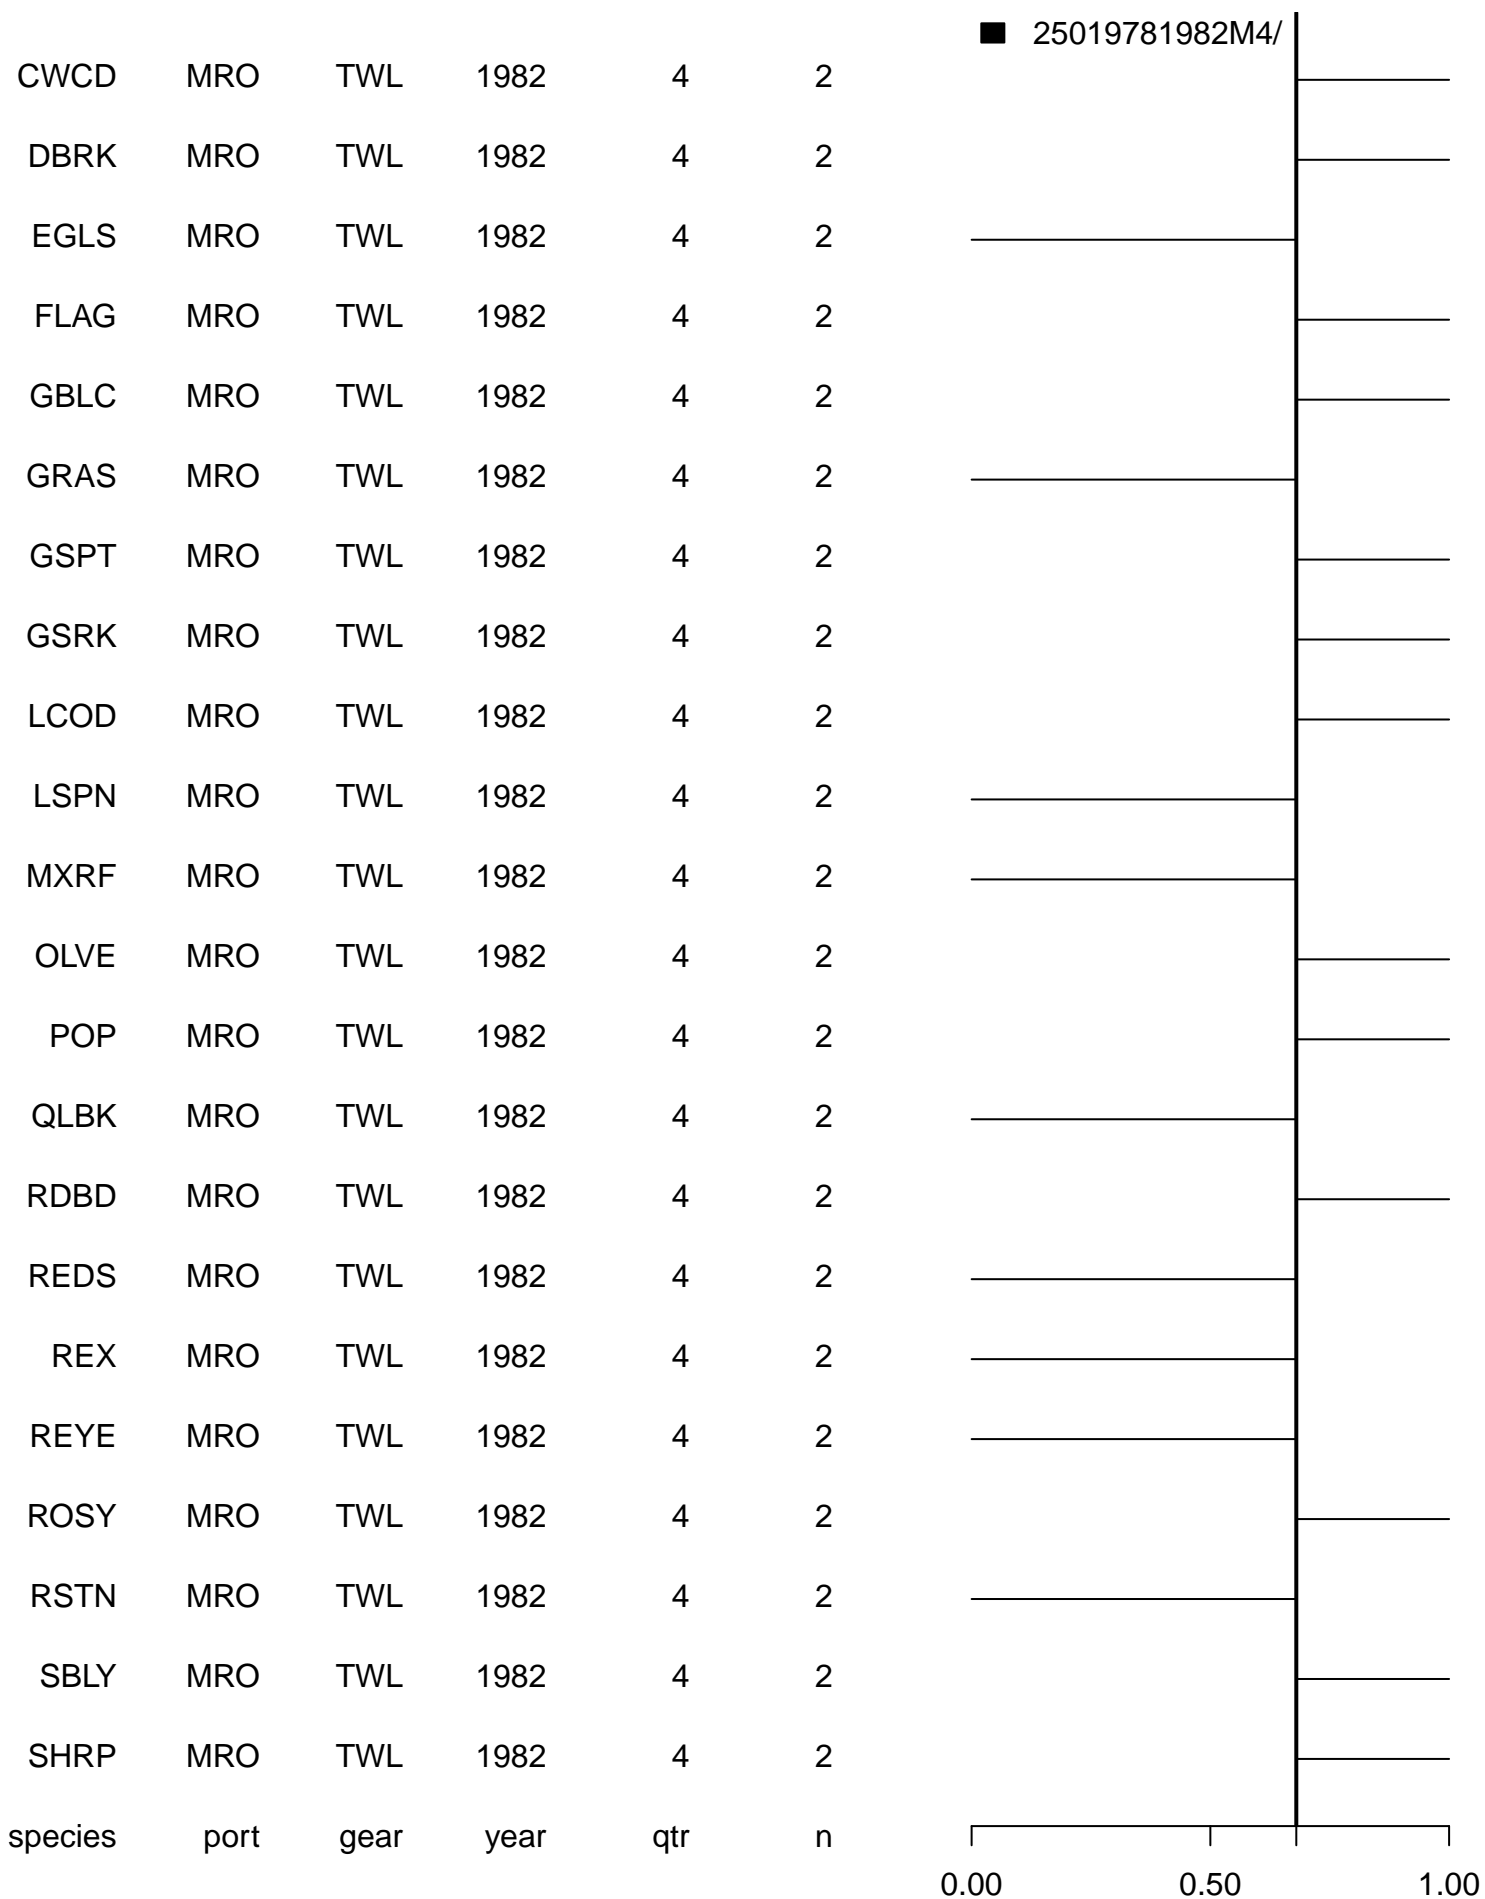 25019781982M4/
CWCD MRO TWL 1982 4 2
DBRK MRO TWL 1982 4 2
EGLS MRO TWL 1982 4 2
FLAG MRO TWL 1982 4 2
GBLC MRO TWL 1982 4 2
GRAS MRO TWL 1982 4 2
GSPT MRO TWL 1982 4 2
GSRK MRO TWL 1982 4 2
LCOD MRO TWL 1982 4 2
LSPN MRO TWL 1982 4 2
MXRF MRO TWL 1982 4 2
OLVE MRO TWL 1982 4 2
POP MRO TWL 1982 4 2
QLBK MRO TWL 1982 4 2
RDBD MRO TWL 1982 4 2
REDS MRO TWL 1982 4 2
REX MRO TWL 1982 4 2
REYE MRO TWL 1982 4 2
ROSY MRO TWL 1982 4 2
RSTN MRO TWL 1982 4 2
SBLY MRO TWL 1982 4 2
SHRP MRO TWL 1982 4 2
species port gear year qtr n
0.00 0.50 1.00